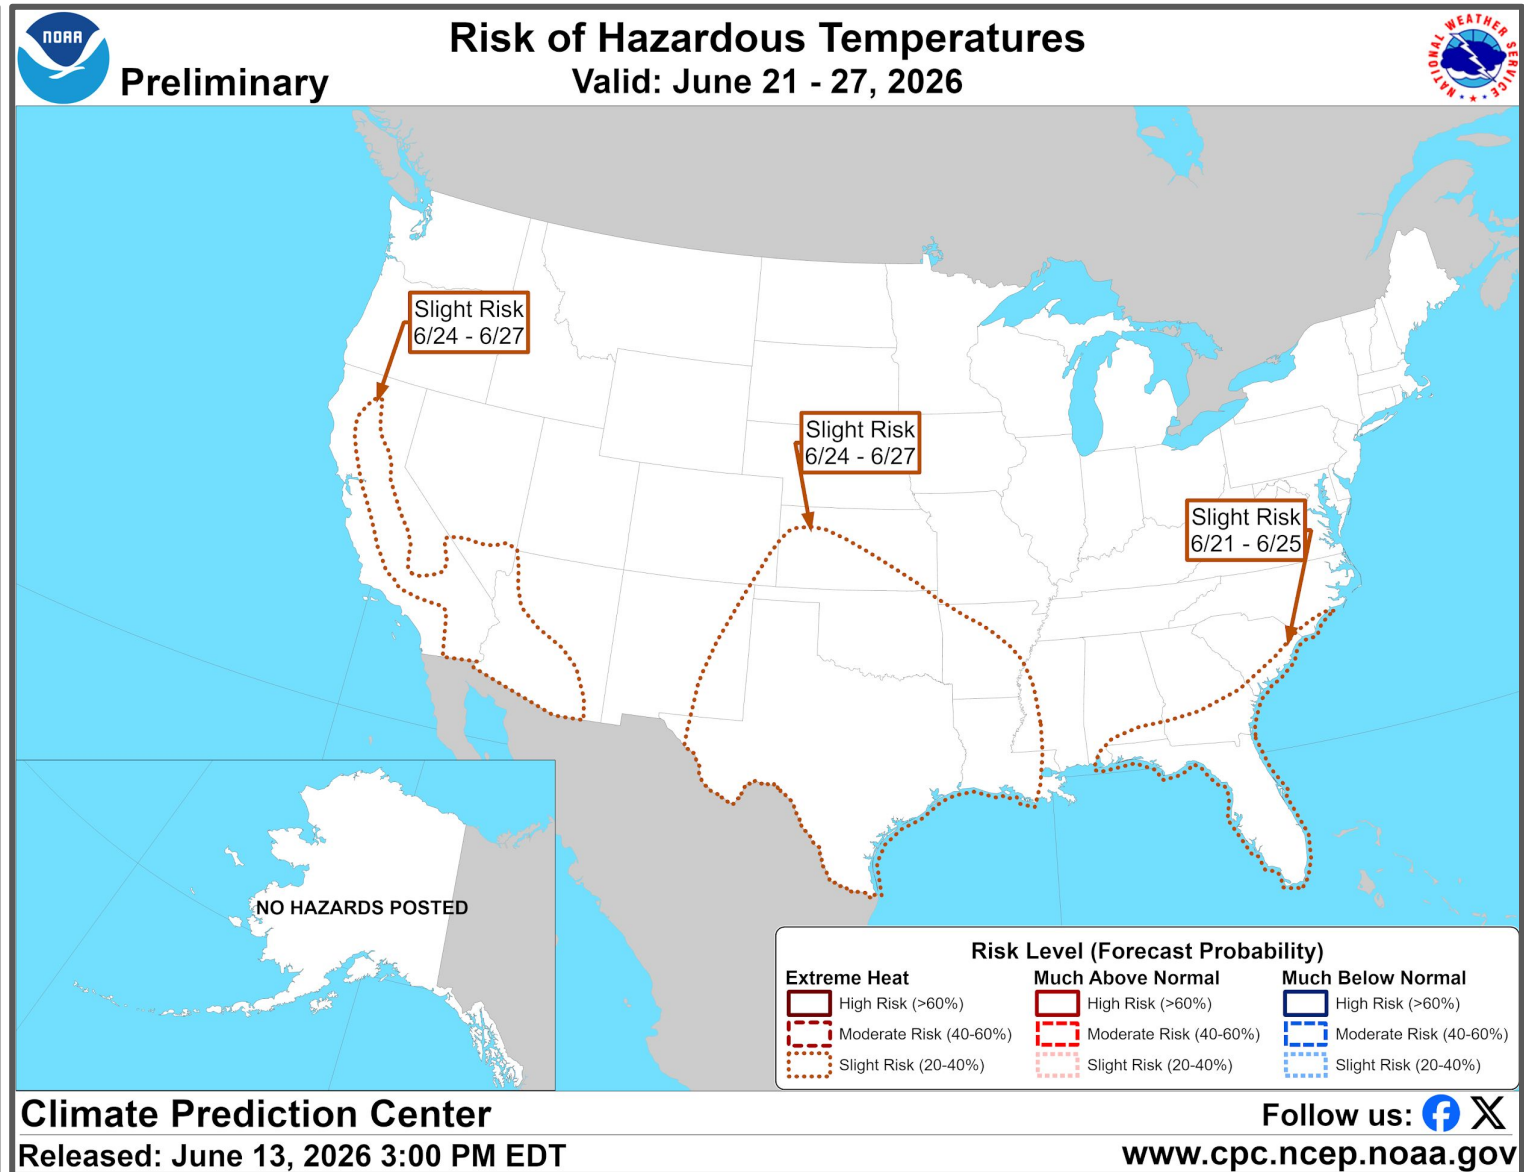 NOAA
Preliminary
Risk of Hazardous Temperatures
Valid: June 21 - 27, 2026
NATIONAL WEATHER SERVICE
Slight Risk
6/24 - 6/27
Slight Risk
6/24 - 6/27
Slight Risk
6/21 - 6/25
NO HAZARDS POSTED
Risk Level (Forecast Probability)
Extreme Heat
High Risk (>60%)
Moderate Risk (40-60%)
Slight Risk (20-40%)
Much Above Normal
High Risk (>60%)
Moderate Risk (40-60%)
Slight Risk (20-40%)
Much Below Normal
High Risk (>60%)
Moderate Risk (40-60%)
Slight Risk (20-40%)
Climate Prediction Center
Follow us:
Released: June 13, 2026 3:00 PM EDT
www.cpc.ncep.noaa.gov